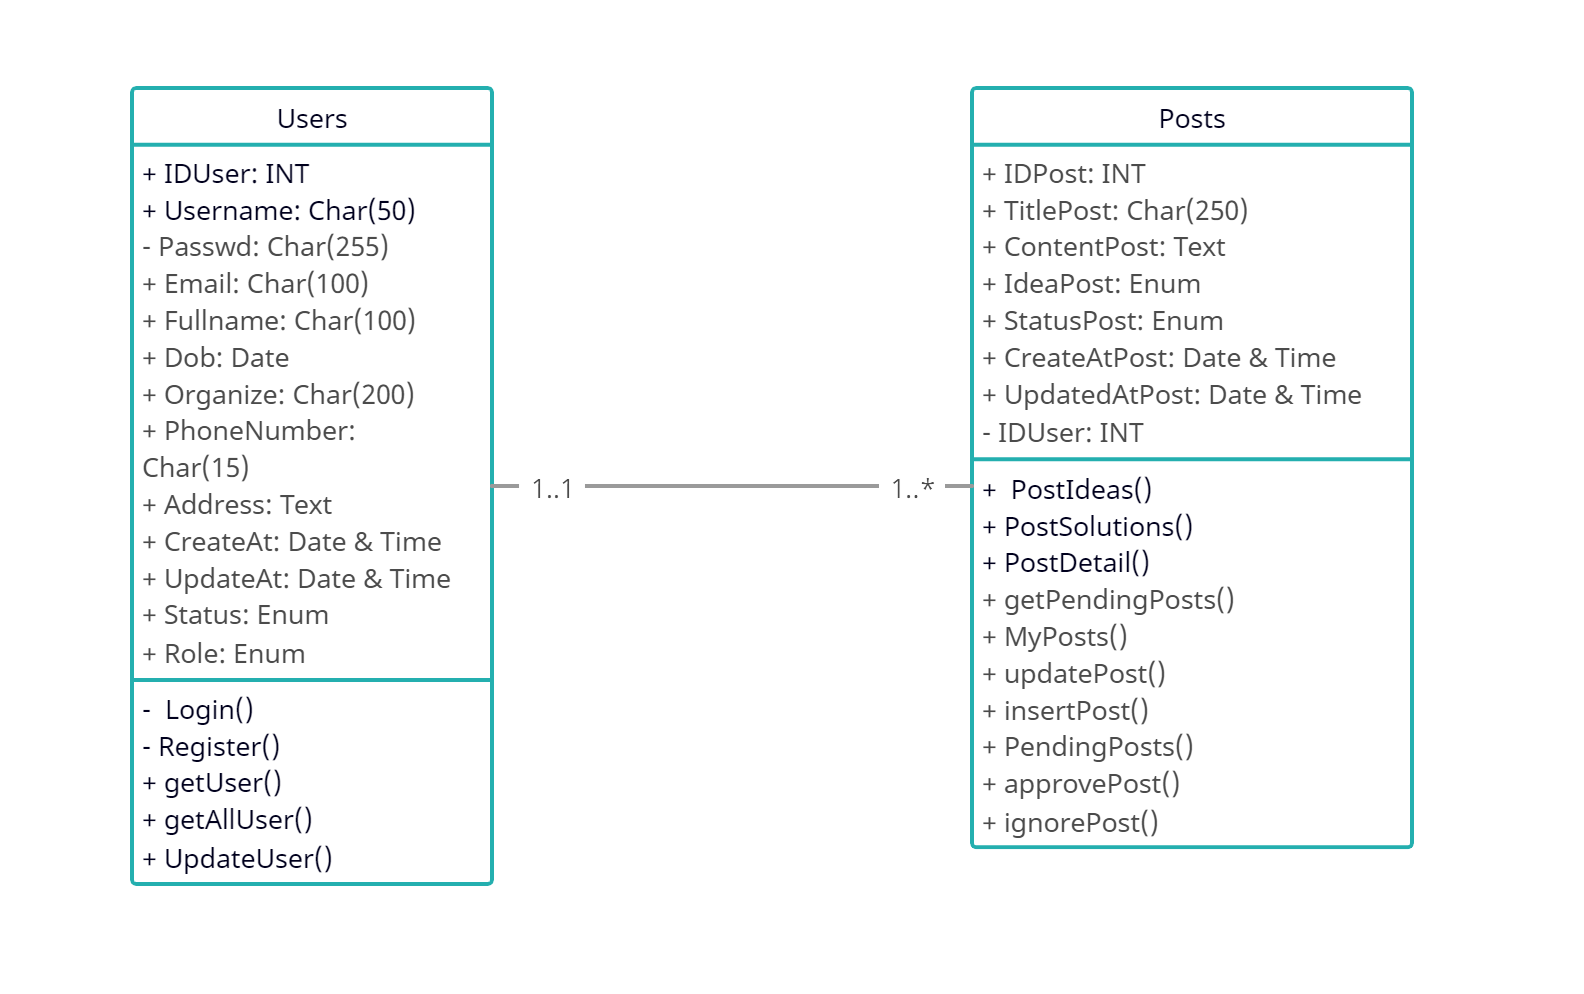 Users
+ IDUser: INT
+ Username: Char(50)
- Passwd: Char(255)
+ Email: Char(100)
+ Fullname: Char(100)
+ Dob: Date
+ Organize: Char(200)
+ PhoneNumber:
Char(15)
+ Address: Text
+ CreateAt: Date & Time
+ UpdateAt: Date & Time
+ Status: Enum
+ Role: Enum
-  Login()
- Register()
+ getUser()
+ getAllUser()
+ UpdateUser()
1..1
1..*
Posts
+ IDPost: INT
+ TitlePost: Char(250)
+ ContentPost: Text
+ IdeaPost: Enum
+ StatusPost: Enum
+ CreateAtPost: Date & Time
+ UpdatedAtPost: Date & Time
- IDUser: INT
+  PostIdeas()
+ PostSolutions()
+ PostDetail()
+ getPendingPosts()
+ MyPosts()
+ updatePost()
+ insertPost()
+ PendingPosts()
+ approvePost()
+ ignorePost()